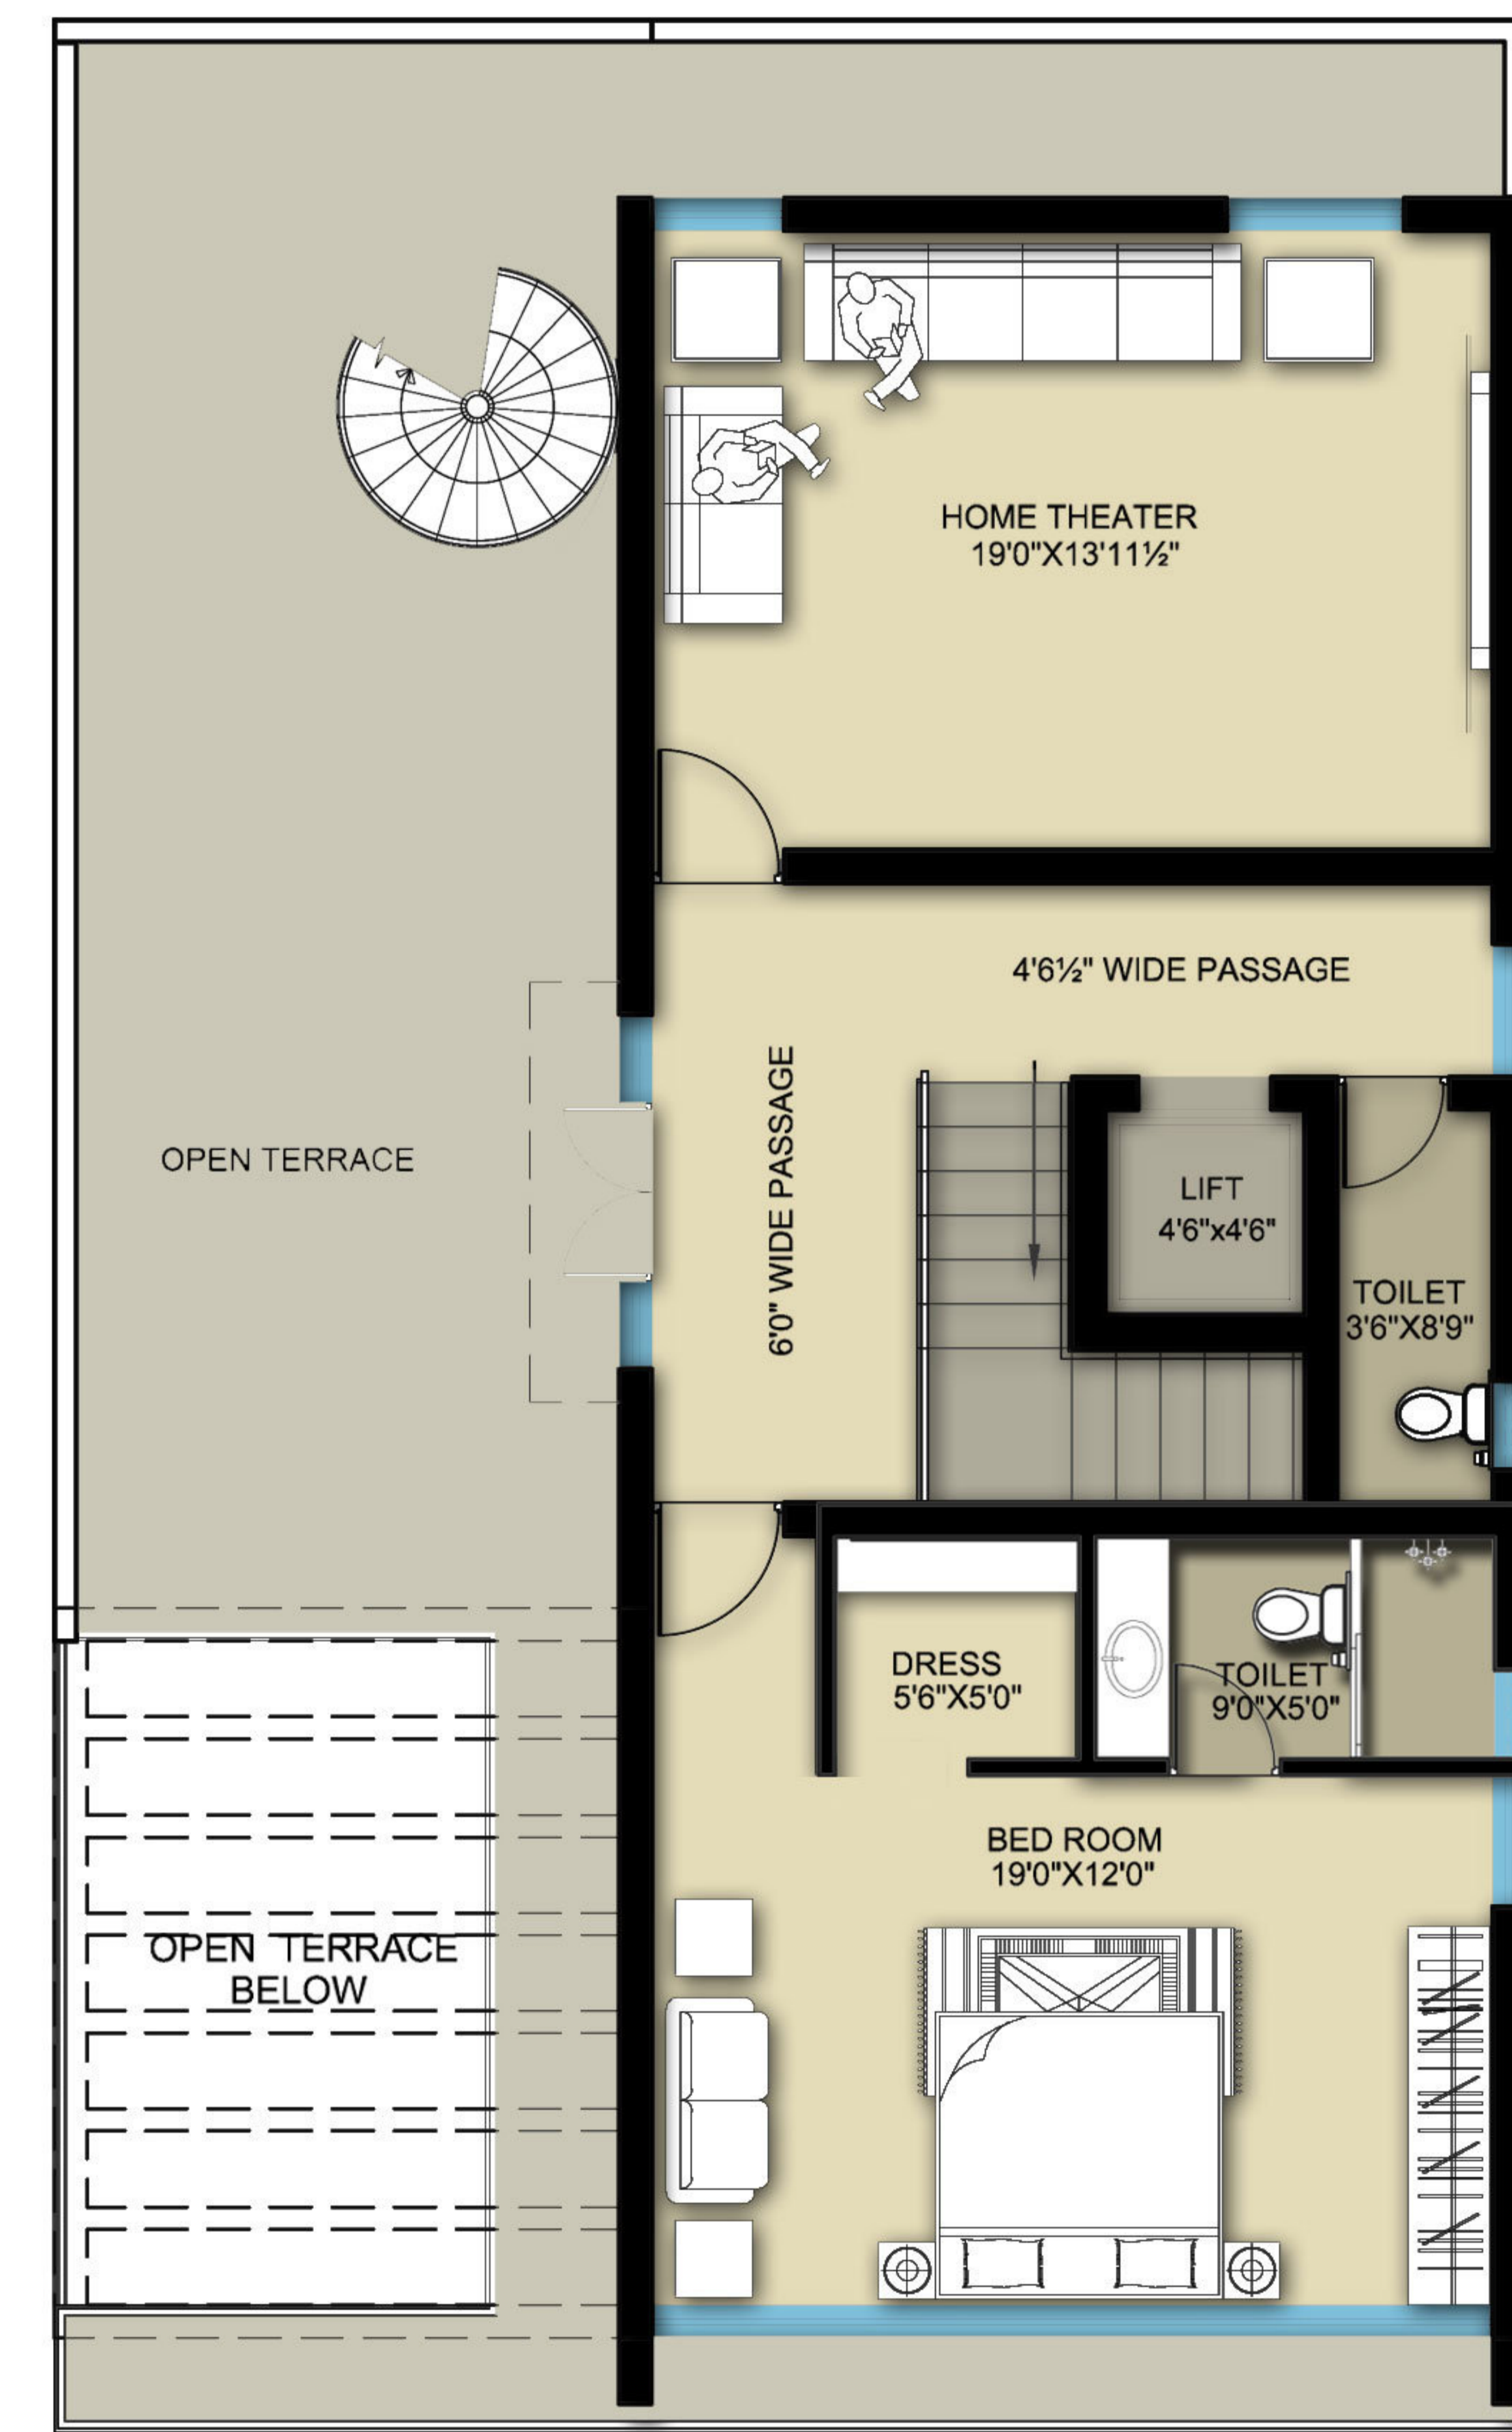 HOME THEATER
19'0"X13'11½"
4'6½" WIDE PASSAGE
6'0" WIDE PASSAGE
OPEN TERRACE
LIFT
4'6"x4'6"
TOILET
3'6"X8'9"
DRESS
5'6"X5'0"
TOILET
9'0"X5'0"
BED ROOM
19'0"X12'0"
OPEN TERRACE
BELOW